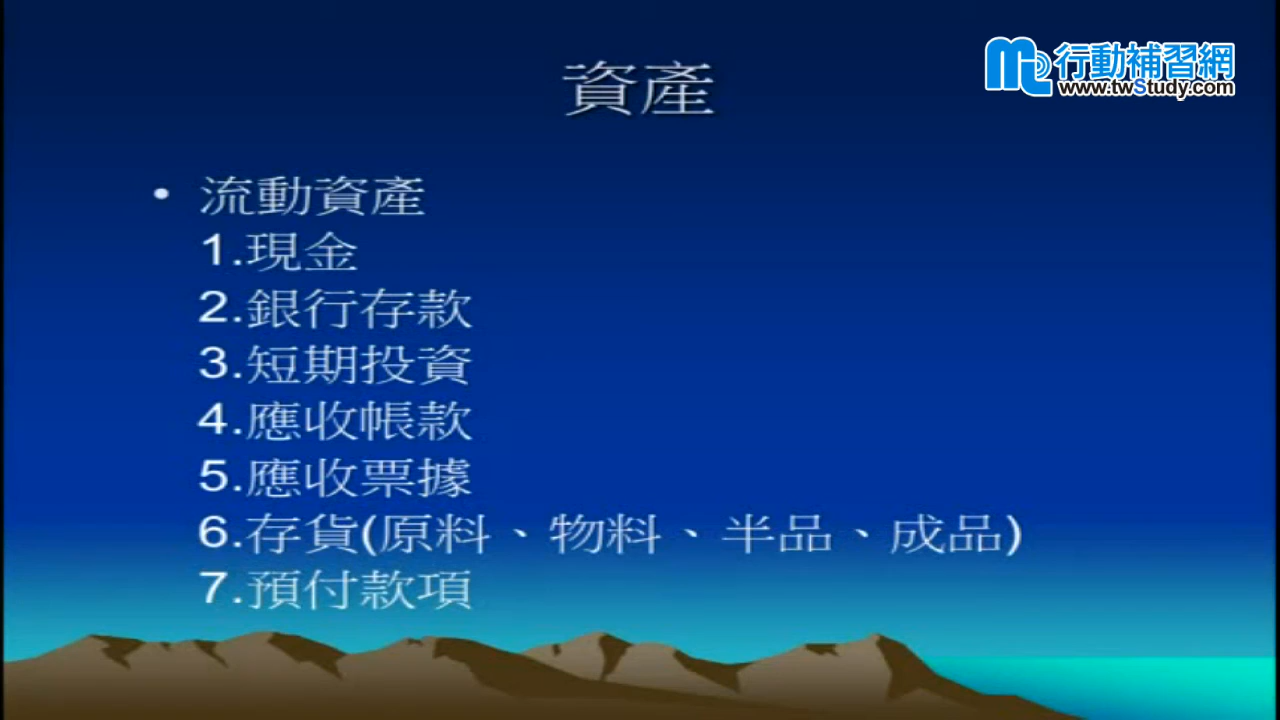 行動補習網
www.twStudy.com
資產
• 流動資產
1.現金
2.銀行存款
3.短期投資
4.應收帳款
5.應收票據
6.存貨(原料、物料、半品、成品)
7.預付款項